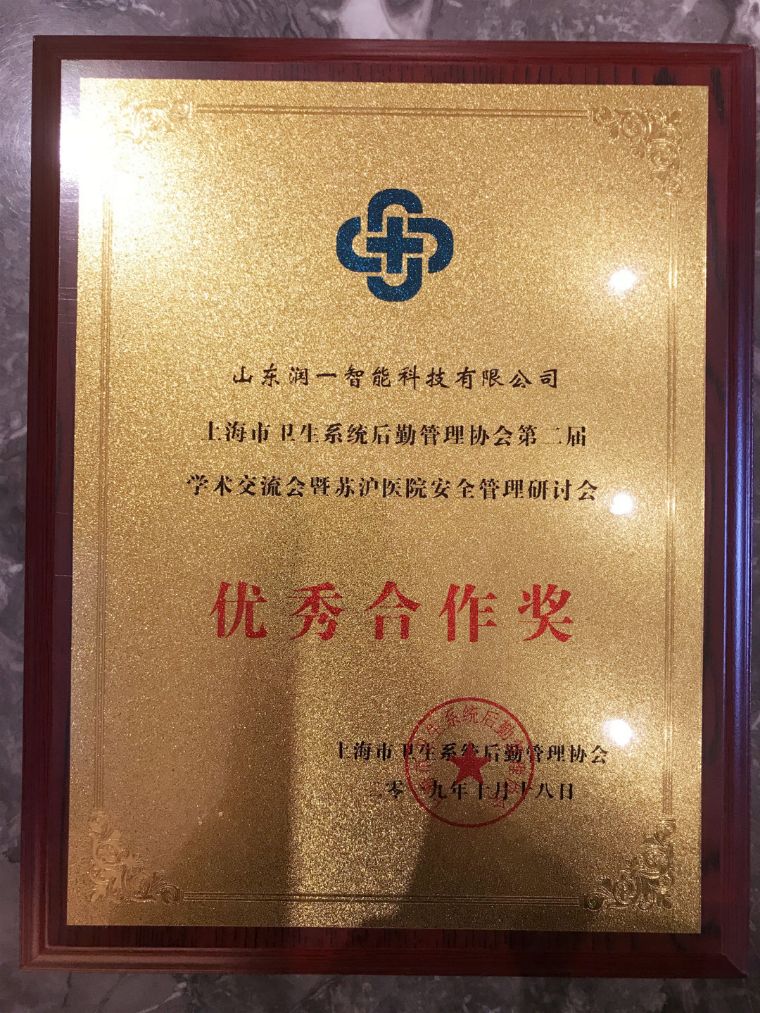 山东润一智能科技有限公司
上海市卫生系统后勤管理协会第二届
学术交流会暨苏沪医院安全管理研讨会
优秀合作奖
上海市卫生系统后勤管理协会
二零一九年十月十八日